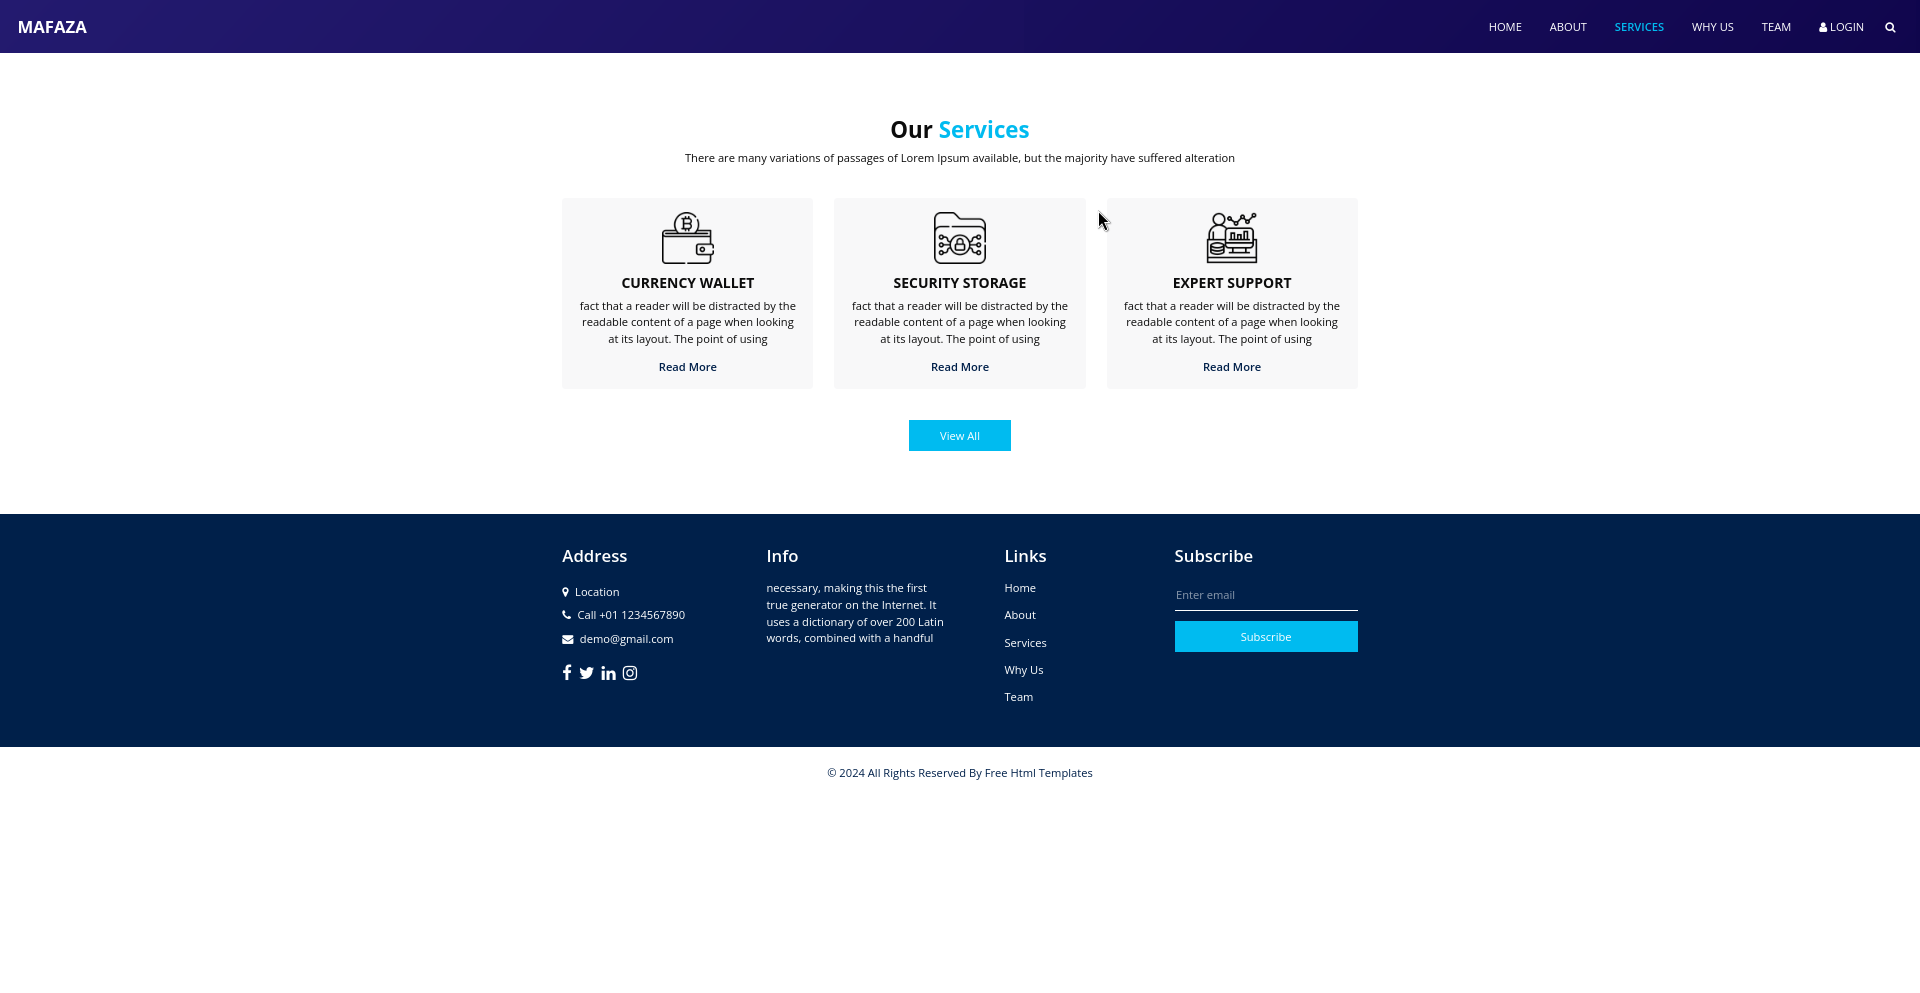 MAFAZA
HOME
ABOUT
SERVICES
WHY US
TEAM
LOGIN
Our Services
There are many variations of passages of Lorem Ipsum available, but the majority have suffered alteration
CURRENCY WALLET
fact that a reader will be distracted by the
readable content of a page when looking
at its layout. The point of using
Read More
SECURITY STORAGE
fact that a reader will be distracted by the
readable content of a page when looking
at its layout. The point of using
Read More
EXPERT SUPPORT
fact that a reader will be distracted by the
readable content of a page when looking
at its layout. The point of using
Read More
View All
Address
Location
Call +01 1234567890
demo@gmail.com
Info
necessary, making this the first
true generator on the Internet. It
uses a dictionary of over 200 Latin
words, combined with a handful
Links
Home
About
Services
Why Us
Team
Subscribe
Enter email
Subscribe
© 2024 All Rights Reserved By Free Html Templates